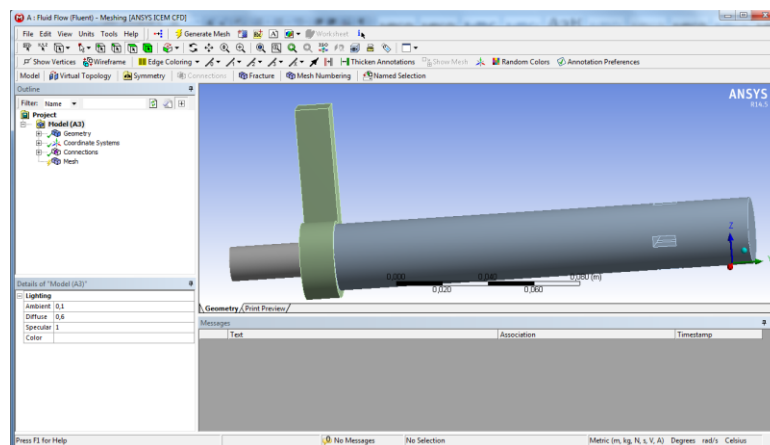 A : Fluid Flow (Fluent) - Meshing [ANSYS ICEM CFD]
File Edit View Units Tools Help Generate Mesh Worksheet
Show Vertices Wireframe Edge Coloring Thicken Annotations Show Mesh Random Colors Annotation Preferences
Model Virtual Topology Symmetry Connections Fracture Mesh Numbering Named Selection
Outline
Filter: Name
Project
Model (A3)
Geometry
Coordinate Systems
Connections
Mesh
ANSYS
R14.5
Z
Y
0,000 0,040 0,080 (m)
0,020 0,060
Details of "Model (A3)"
Lighting
Ambient 0,1
Diffuse 0,6
Specular 1
Color
Geometry Print Preview
Messages
Text Association Timestamp
Press F1 for Help No Messages No Selection Metric (m, kg, N, s, V, A) Degrees rad/s Celsius